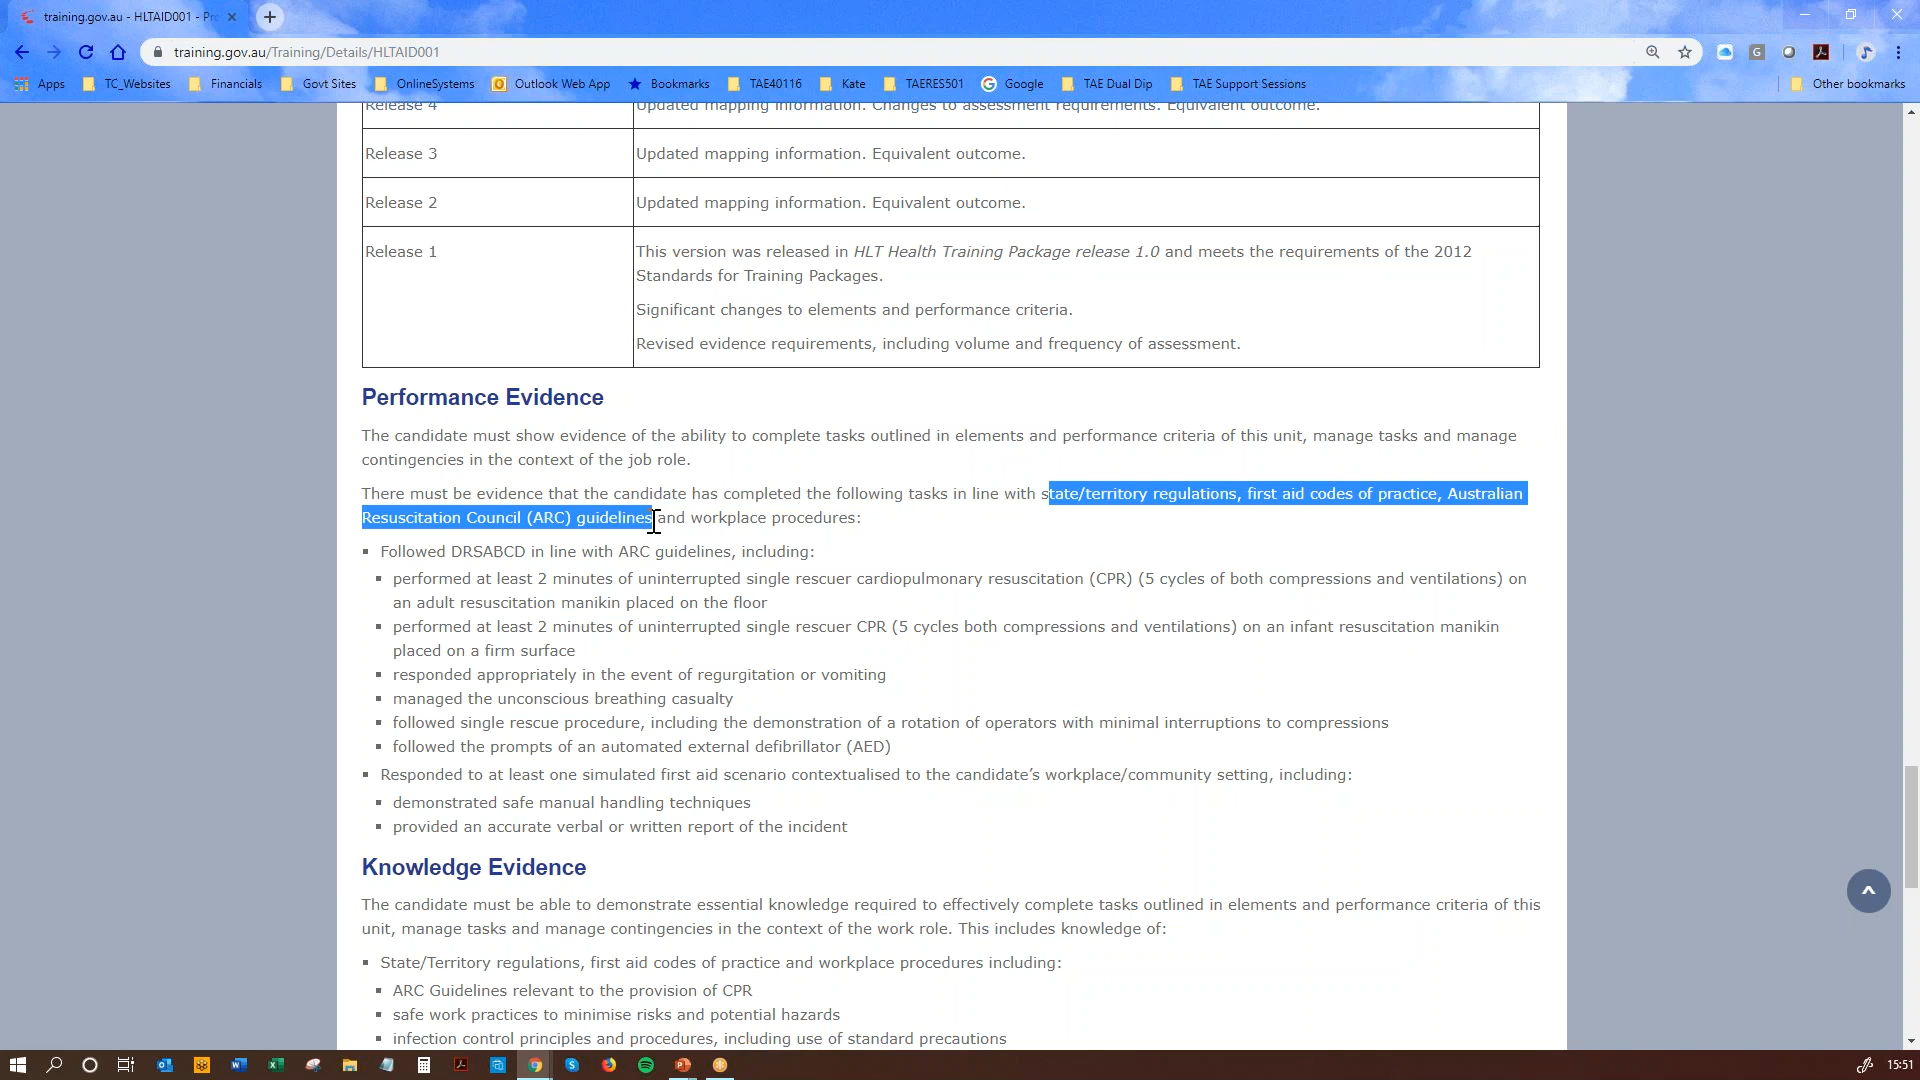 training.gov.au - HLTAID001 - Pr
training.gov.au/Training/Details/HLTAID001
Apps TC_Websites Financials Govt Sites OnlineSystems Outlook Web App Bookmarks TAE40116 Kate TAERES501 Google TAE Dual Dip TAE Support Sessions Other bookmarks
Release 4 Updated mapping information. Changes to assessment requirements. Equivalent outcome.
Release 3 Updated mapping information. Equivalent outcome.
Release 2 Updated mapping information. Equivalent outcome.
Release 1 This version was released in HLT Health Training Package release 1.0 and meets the requirements of the 2012
Standards for Training Packages.
Significant changes to elements and performance criteria.
Revised evidence requirements, including volume and frequency of assessment.
Performance Evidence
The candidate must show evidence of the ability to complete tasks outlined in elements and performance criteria of this unit, manage tasks and manage
contingencies in the context of the job role.
There must be evidence that the candidate has completed the following tasks in line with state/territory regulations, first aid codes of practice, Australian
Resuscitation Council (ARC) guidelines and workplace procedures:
▪ Followed DRSABCD in line with ARC guidelines, including:
▪ performed at least 2 minutes of uninterrupted single rescuer cardiopulmonary resuscitation (CPR) (5 cycles of both compressions and ventilations) on
an adult resuscitation manikin placed on the floor
▪ performed at least 2 minutes of uninterrupted single rescuer CPR (5 cycles both compressions and ventilations) on an infant resuscitation manikin
placed on a firm surface
▪ responded appropriately in the event of regurgitation or vomiting
▪ managed the unconscious breathing casualty
▪ followed single rescue procedure, including the demonstration of a rotation of operators with minimal interruptions to compressions
▪ followed the prompts of an automated external defibrillator (AED)
▪ Responded to at least one simulated first aid scenario contextualised to the candidate’s workplace/community setting, including:
▪ demonstrated safe manual handling techniques
▪ provided an accurate verbal or written report of the incident
Knowledge Evidence
The candidate must be able to demonstrate essential knowledge required to effectively complete tasks outlined in elements and performance criteria of this
unit, manage tasks and manage contingencies in the context of the work role. This includes knowledge of:
▪ State/Territory regulations, first aid codes of practice and workplace procedures including:
▪ ARC Guidelines relevant to the provision of CPR
▪ safe work practices to minimise risks and potential hazards
▪ infection control principles and procedures, including use of standard precautions
15:51